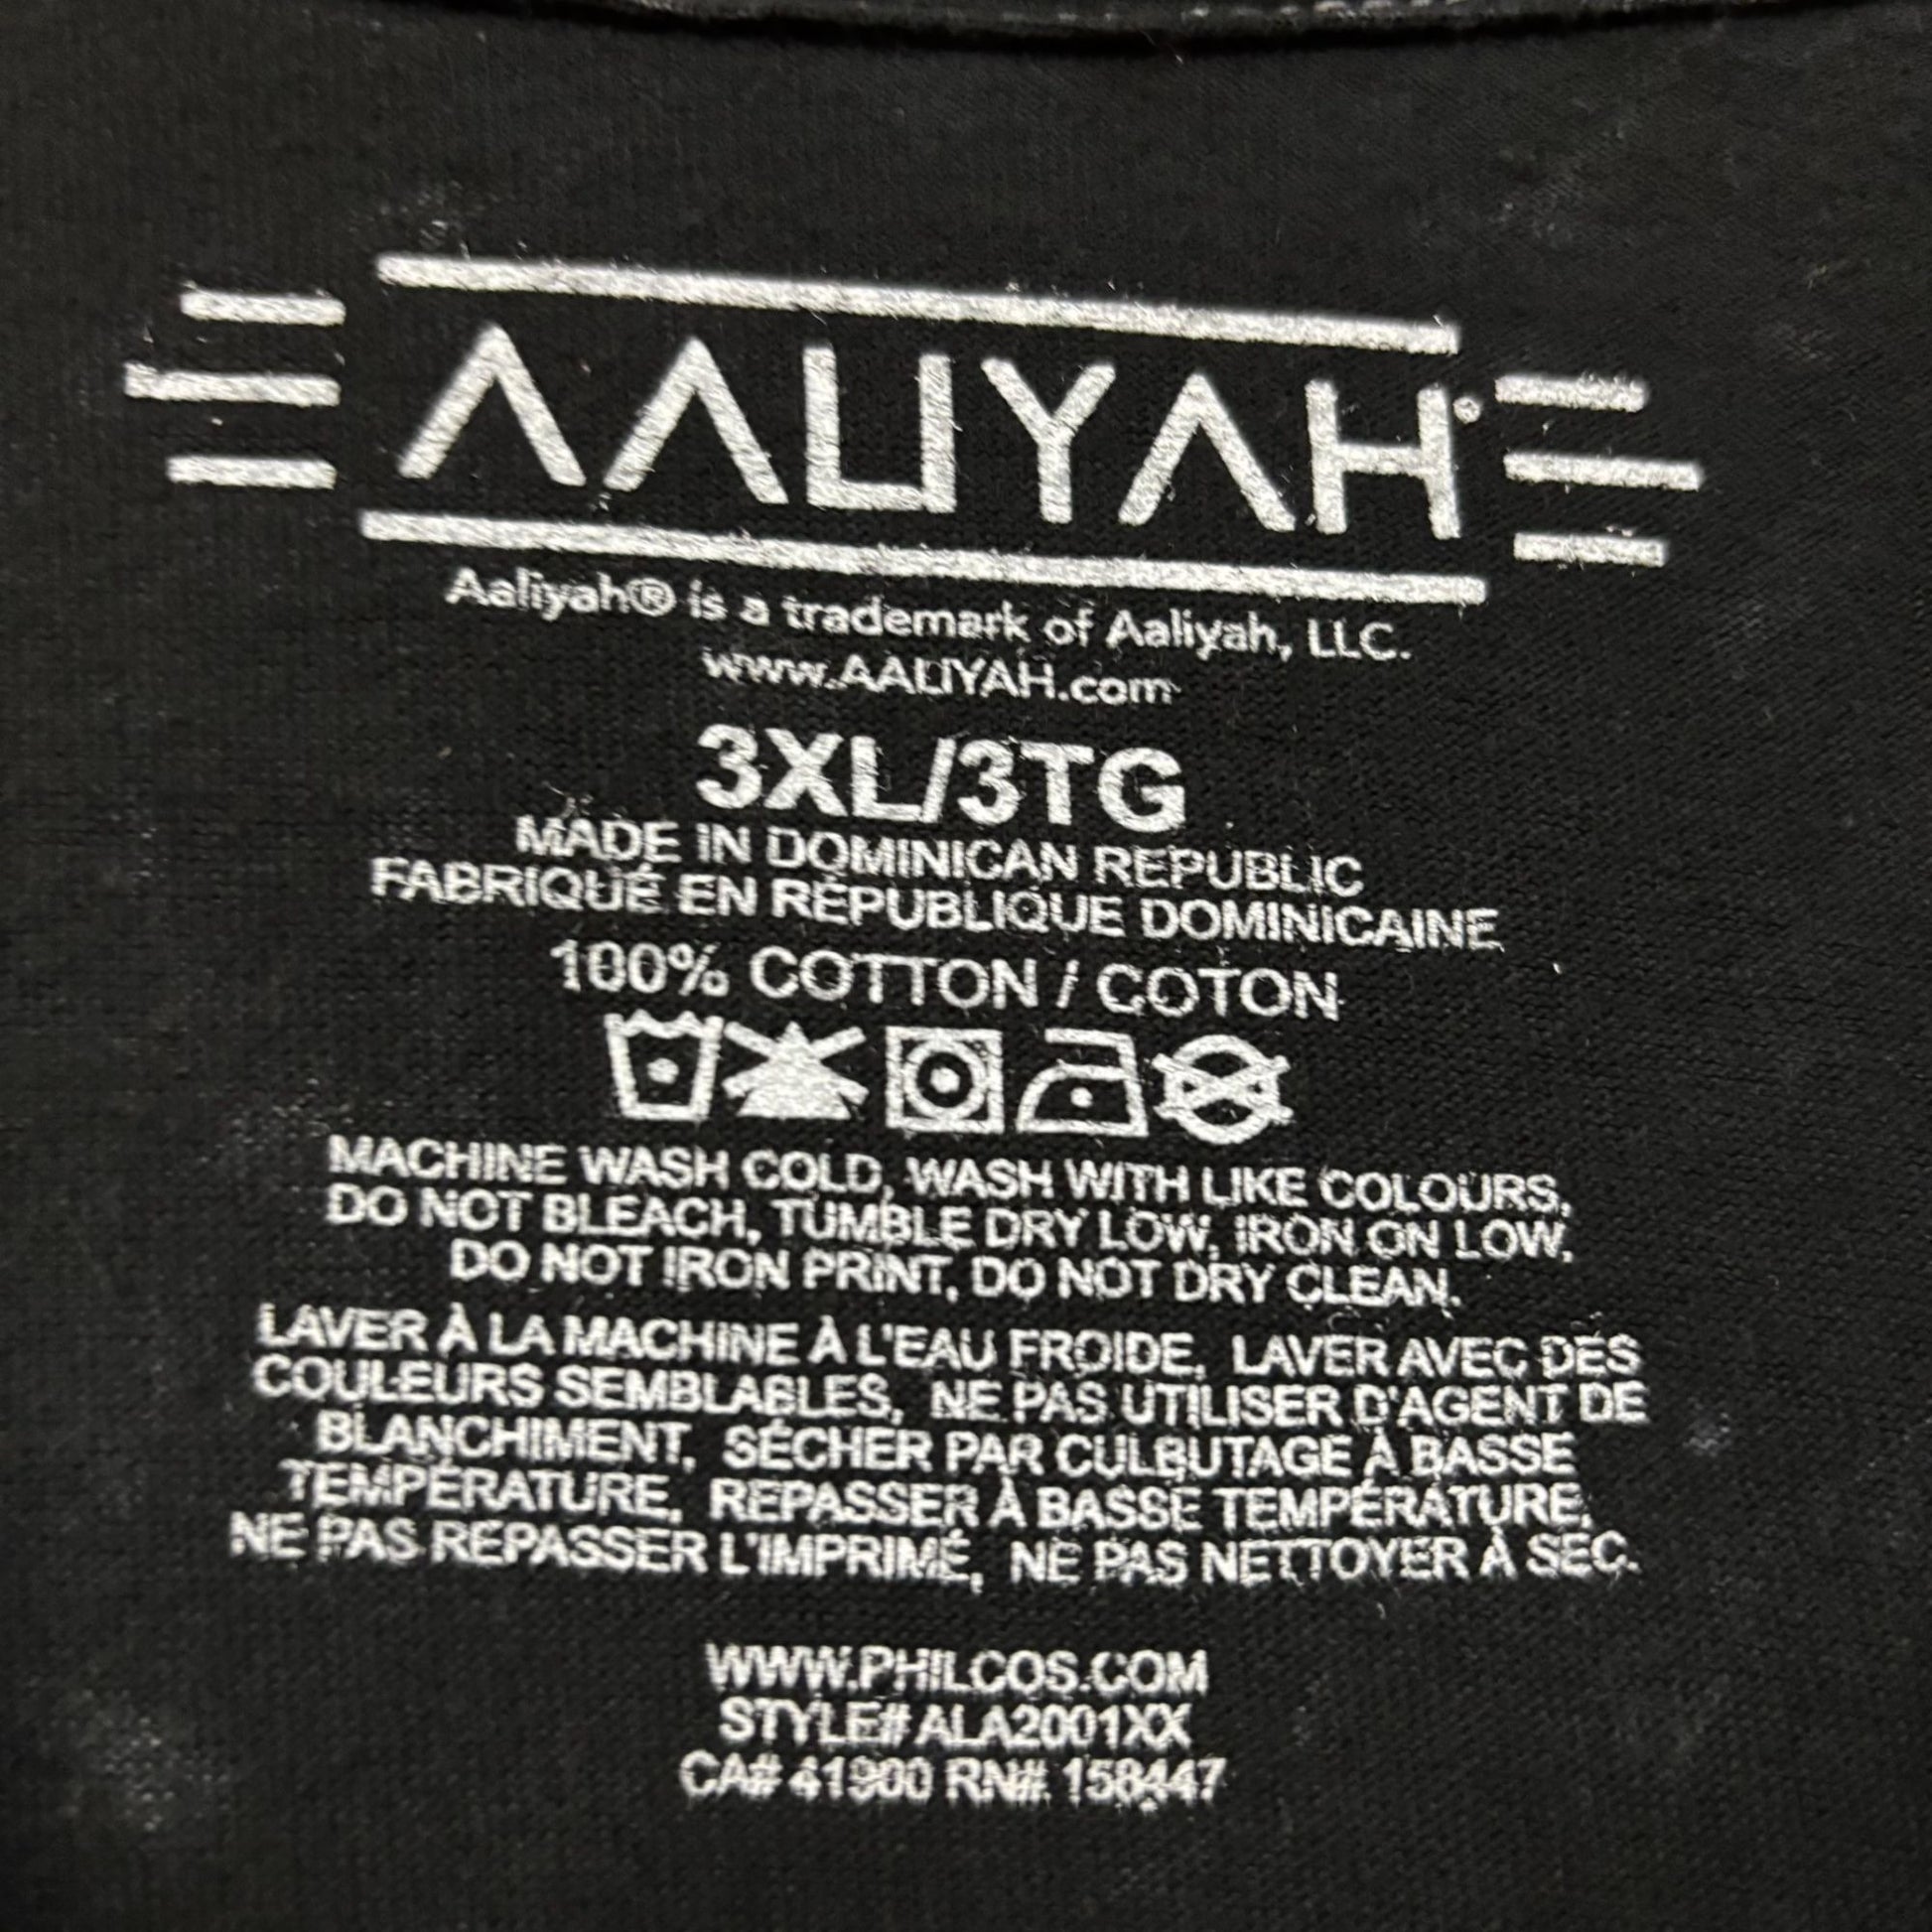 AALIYAH
Aaliyah® is a trademark of Aaliyah, LLC.
www.AALIYAH.com
3XL/3TG
MADE IN DOMINICAN REPUBLIC
FABRIQUÉ EN RÉPUBLIQUE DOMINICAINE
100% COTTON / COTON
MACHINE WASH COLD, WASH WITH LIKE COLOURS,
DO NOT BLEACH, TUMBLE DRY LOW, IRON ON LOW,
DO NOT IRON PRINT, DO NOT DRY CLEAN.
LAVER À LA MACHINE À L'EAU FROIDE, LAVER AVEC DES
COULEURS SEMBLABLES, NE PAS UTILISER D'AGENT DE
BLANCHIMENT, SÉCHER PAR CULBUTAGE À BASSE
TEMPÉRATURE, REPASSER À BASSE TEMPÉRATURE,
NE PAS REPASSER L'IMPRIMÉ, NE PAS NETTOYER À SEC.
WWW.PHILCOS.COM
STYLE# ALA2001XX
CA# 41900 RN# 158447